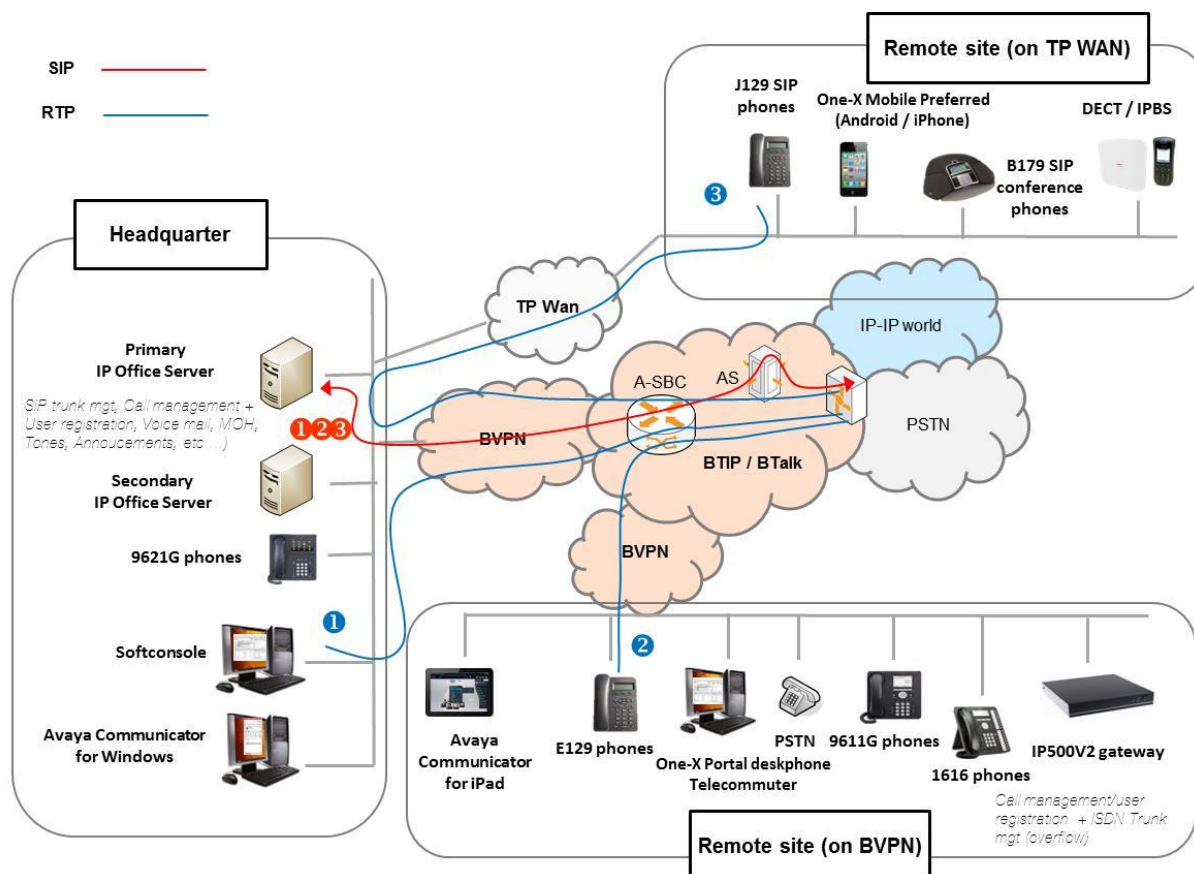 SIP
RTP
Remote site (on TP WAN)
J129 SIP
phones
One-X Mobile Preferred
(Android / iPhone)
DECT / IPBS
B179 SIP
conference
phones
❸
Headquarter
TP Wan
IP-IP world
Primary
IP Office Server
SIP trunk mgt, Call management +
User registration, Voice mail, MOH,
Tones, Annoucements, etc …)
❶❷❸
A-SBC
AS
BVPN
PSTN
BTIP / BTalk
Secondary
IP Office Server
9621G phones
BVPN
❶
Softconsole
❷
Avaya Communicator
for Windows
Avaya
Communicator
for iPad
E129 phones
One-X Portal deskphone
Telecommuter
PSTN
9611G phones
1616 phones
IP500V2 gateway
Call management/user
registration + ISDN Trunk
mgt (overflow)
Remote site (on BVPN)